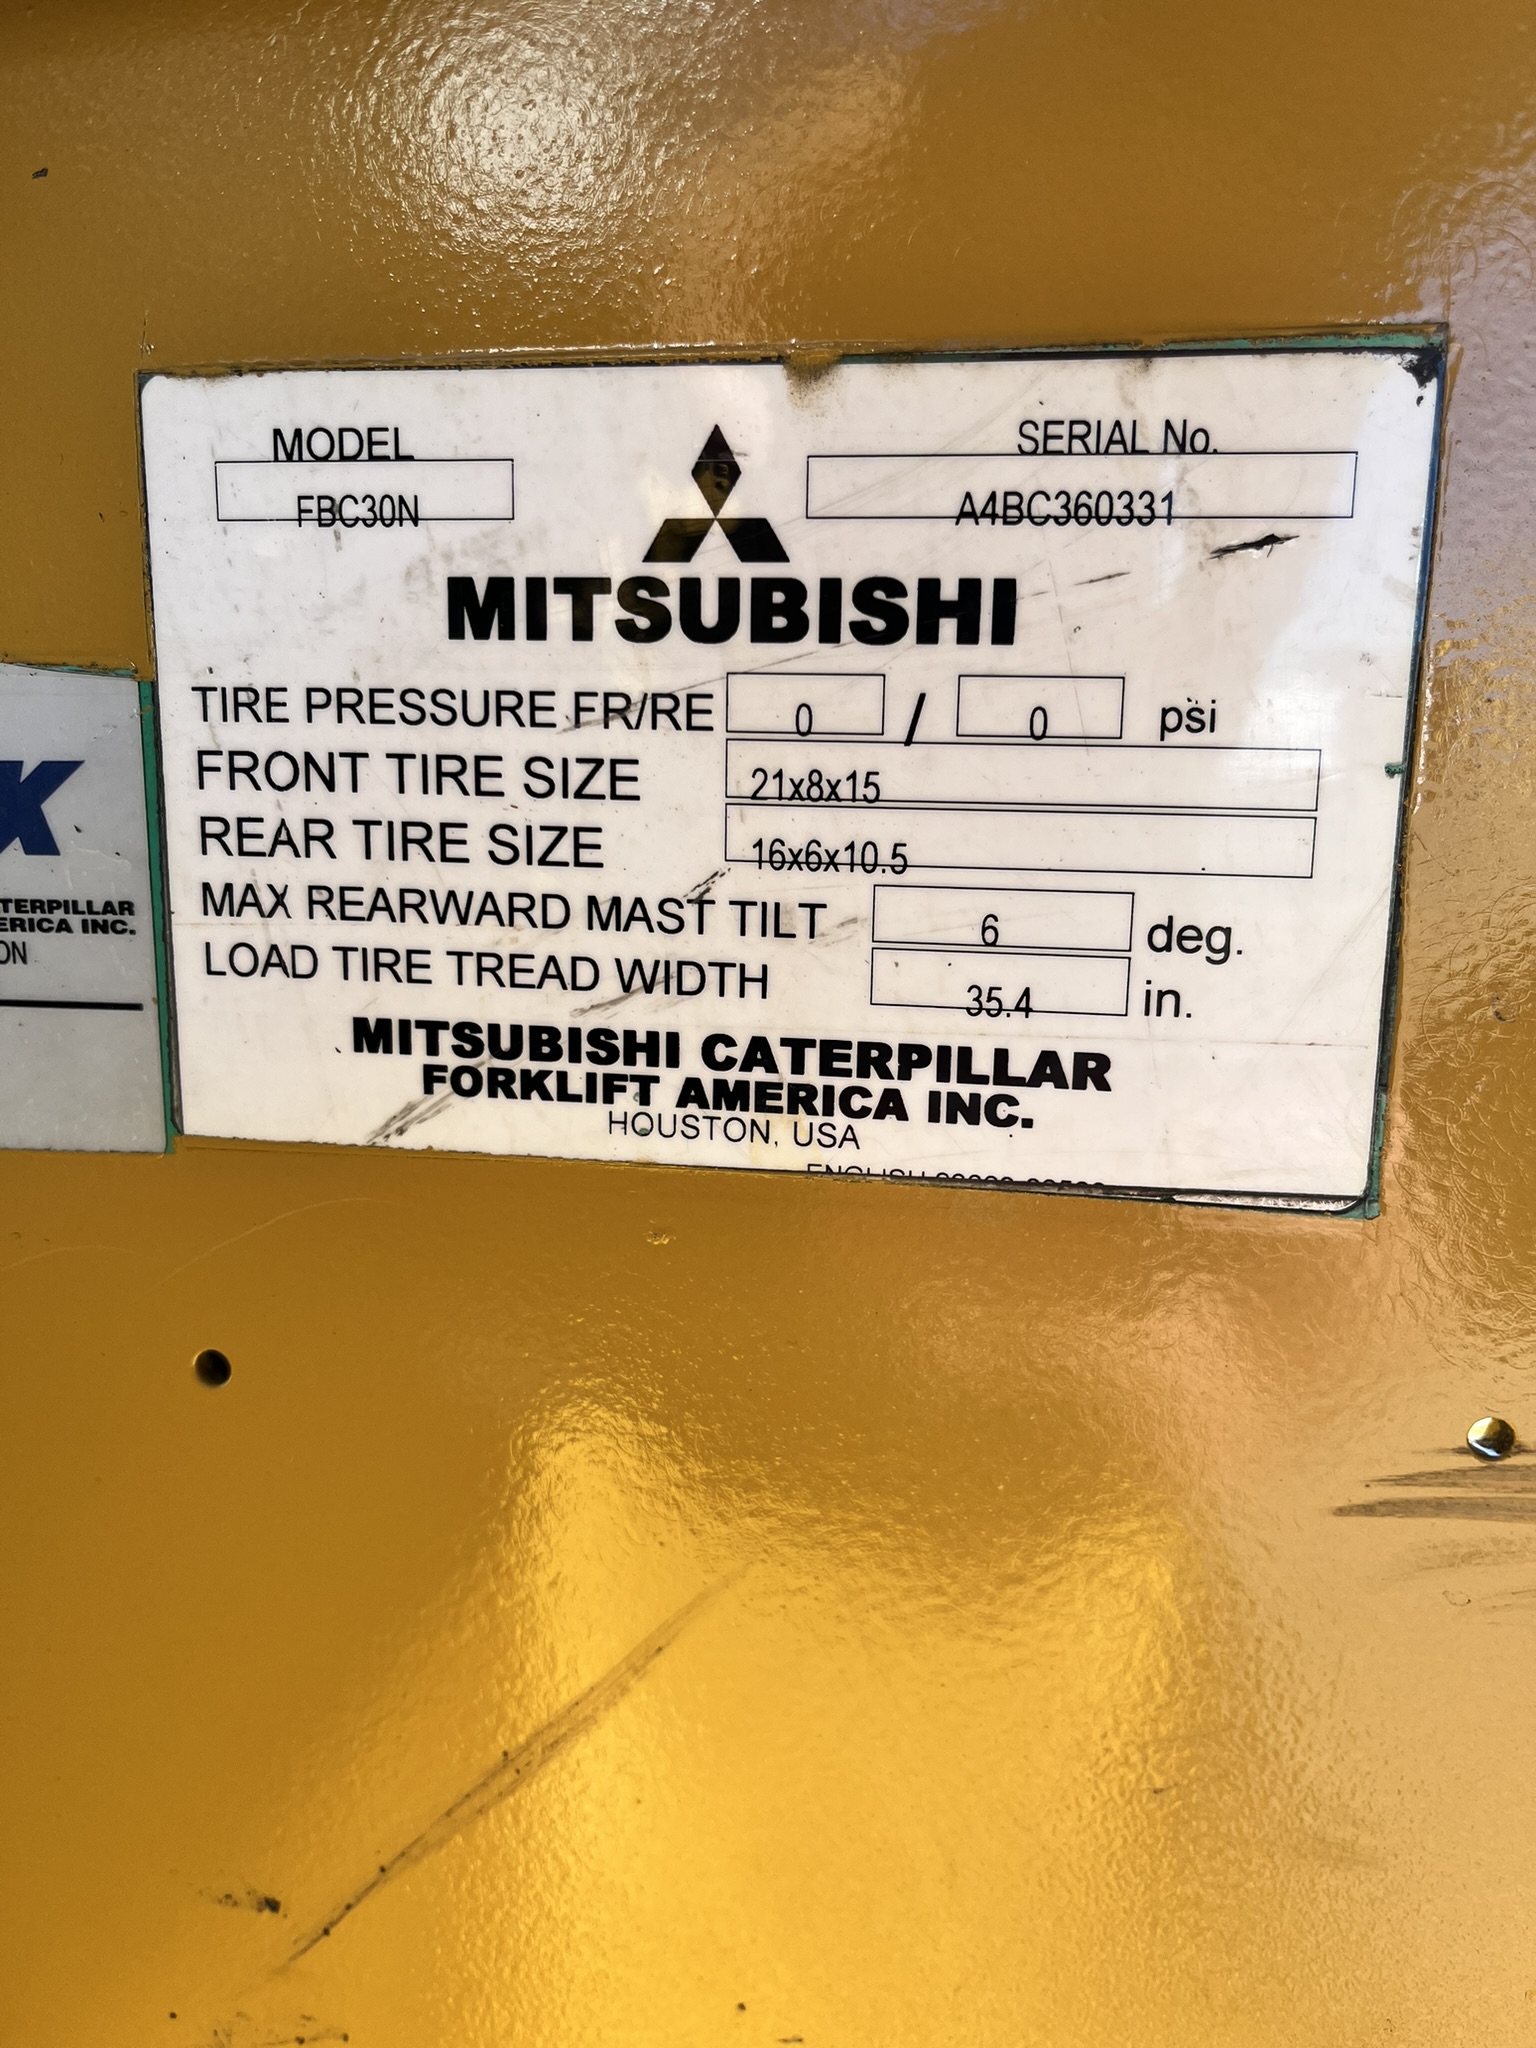 MODEL
FBC30N
SERIAL No.
A4BC360331
MITSUBISHI
TIRE PRESSURE FR/RE 0 / 0 psi
FRONT TIRE SIZE 21x8x15
REAR TIRE SIZE 16x6x10.5
MAX REARWARD MAST TILT 6 deg.
LOAD TIRE TREAD WIDTH 35.4 in.
MITSUBISHI CATERPILLAR
FORKLIFT AMERICA INC.
HOUSTON, USA
ENGLISH
X
TERPILLAR
ERICA INC.
ON